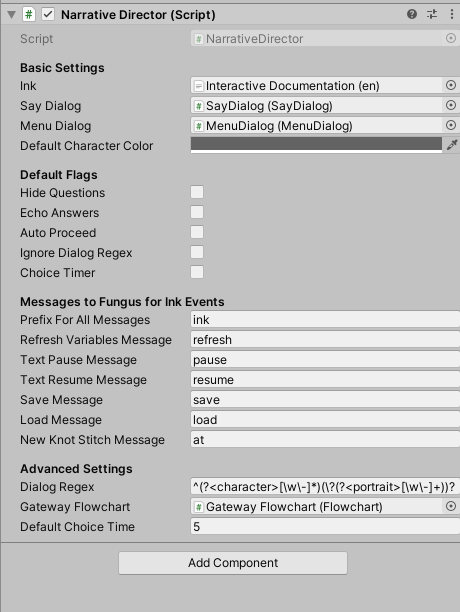 Narrative Director (Script)
Script NarrativeDirector
Basic Settings
Ink Interactive Documentation (en)
Say Dialog SayDialog (SayDialog)
Menu Dialog MenuDialog (MenuDialog)
Default Character Color
Default Flags
Hide Questions
Echo Answers
Auto Proceed
Ignore Dialog Regex
Choice Timer
Messages to Fungus for Ink Events
Prefix For All Messages ink
Refresh Variables Message refresh
Text Pause Message pause
Text Resume Message resume
Save Message save
Load Message load
New Knot Stitch Message at
Advanced Settings
Dialog Regex ^(?<character>[\w\-]*)(\?(?<portrait>[\w\-]+))?
Gateway Flowchart Gateway Flowchart (Flowchart)
Default Choice Time 5
Add Component